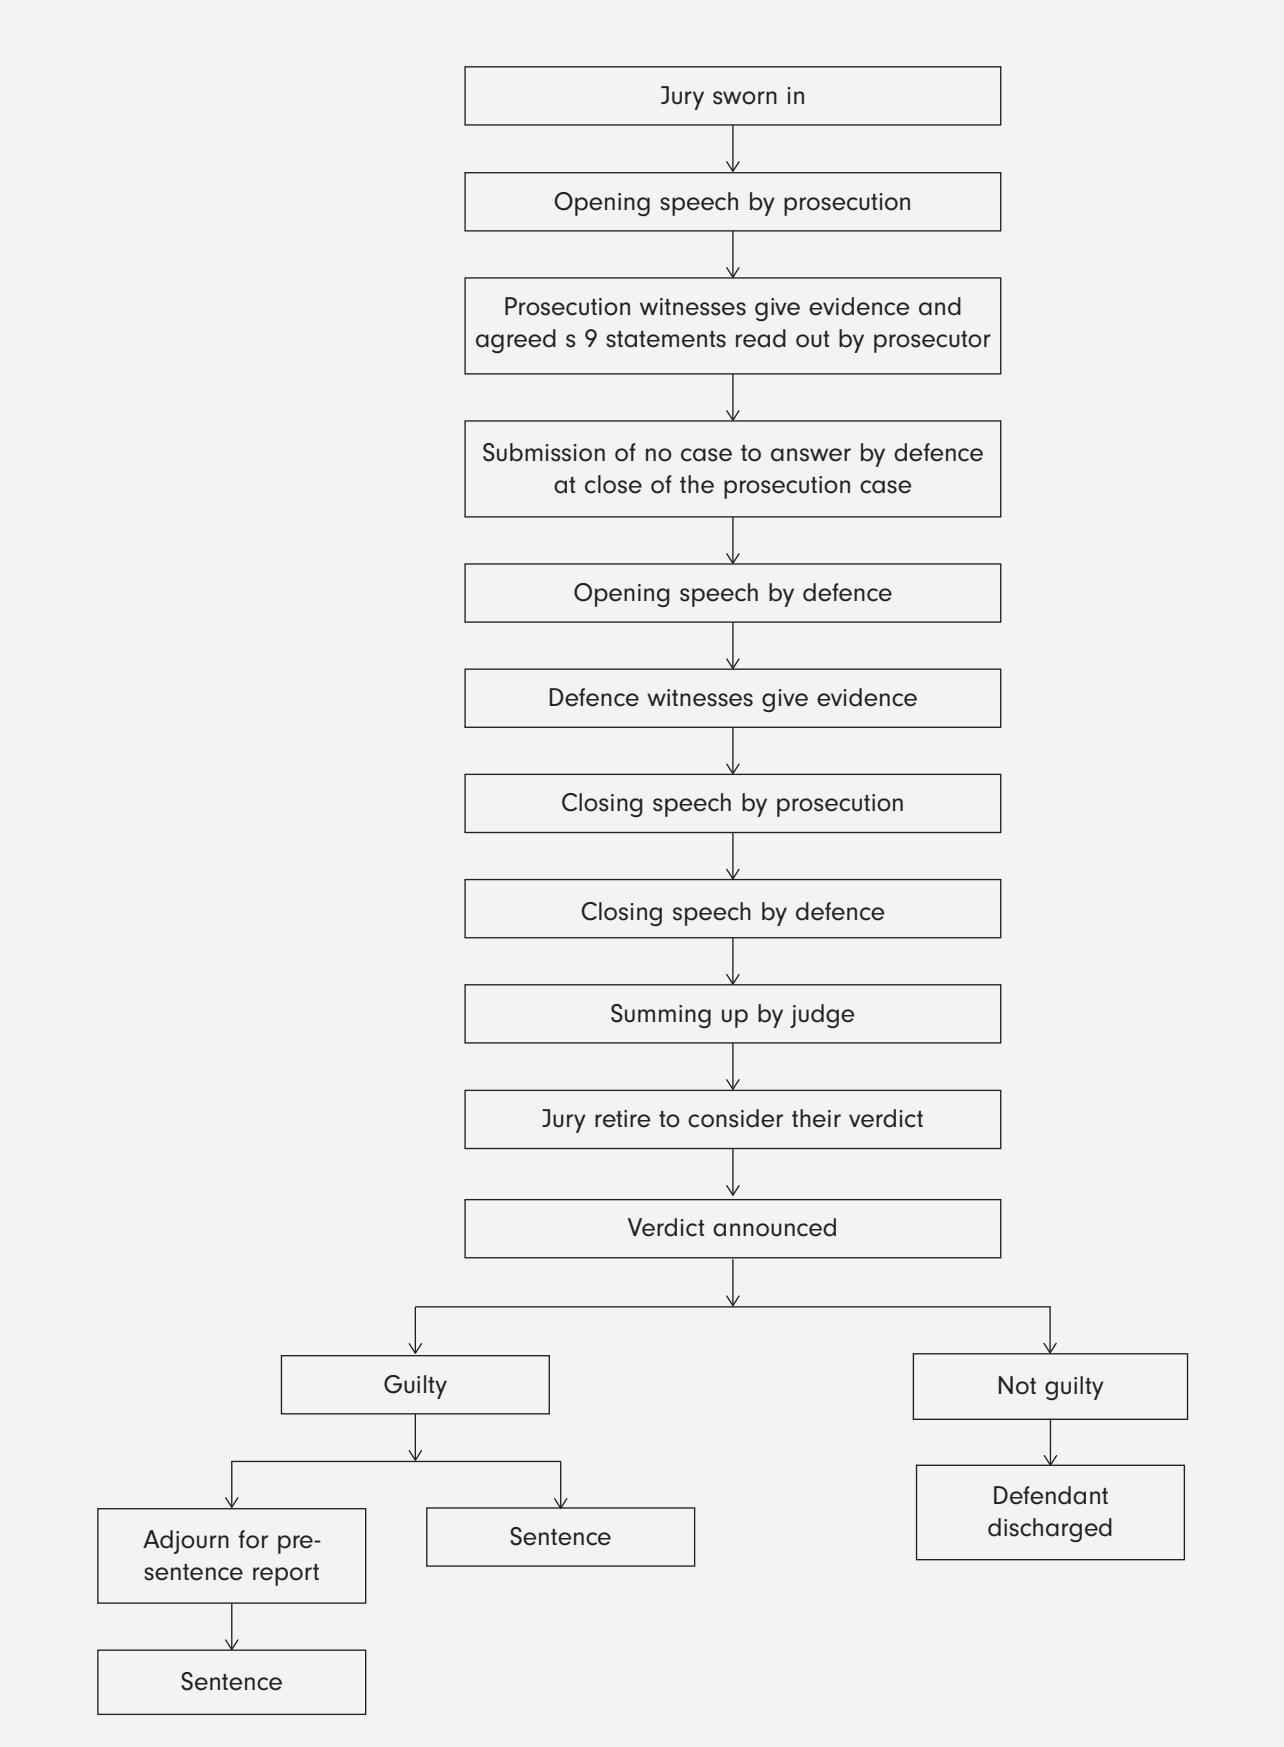 Jury sworn in
Opening speech by prosecution
Prosecution witnesses give evidence and
agreed s 9 statements read out by prosecutor
Submission of no case to answer by defence
at close of the prosecution case
Opening speech by defence
Defence witnesses give evidence
Closing speech by prosecution
Closing speech by defence
Summing up by judge
Jury retire to consider their verdict
Verdict announced
Guilty
Not guilty
Adjourn for pre-
sentence report
Sentence
Defendant
discharged
Sentence